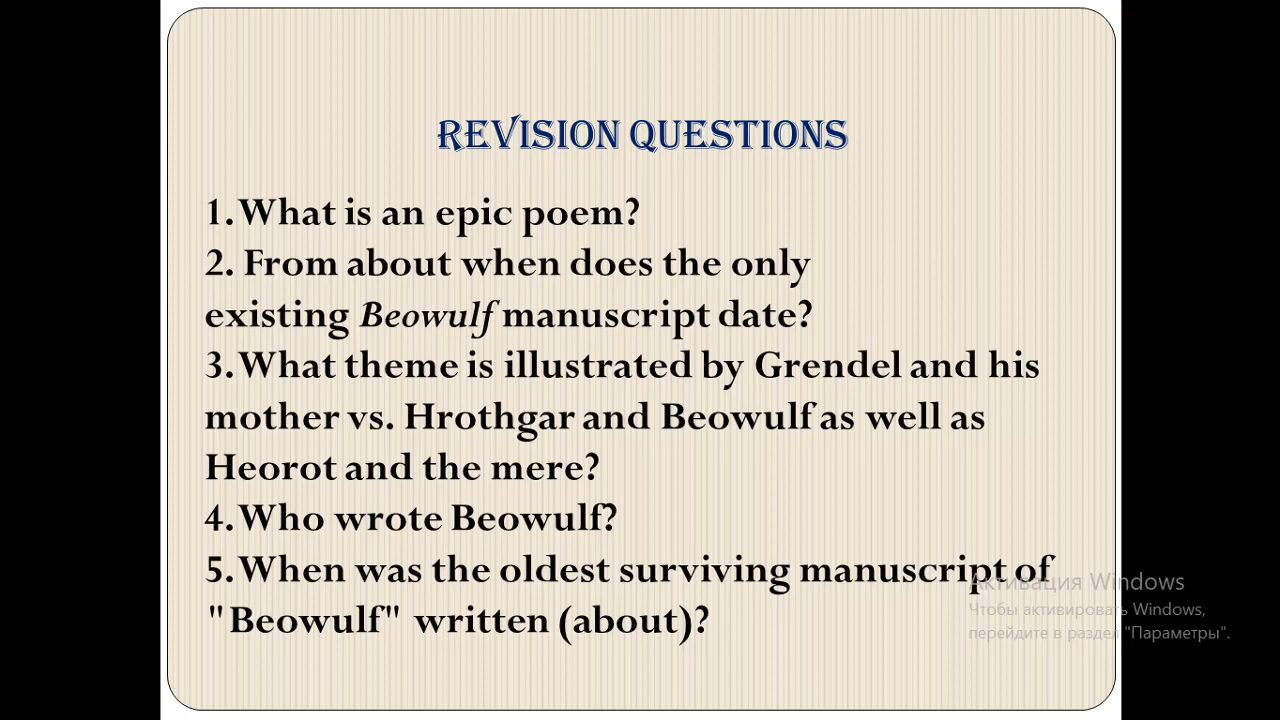 REVISION QUESTIONS
1. What is an epic poem?
2. From about when does the only
existing Beowulf manuscript date?
3. What theme is illustrated by Grendel and his
mother vs. Hrothgar and Beowulf as well as
Heorot and the mere?
4. Who wrote Beowulf?
5. When was the oldest surviving manuscript of
"Beowulf" written (about)?
Активация Windows
Чтобы активировать Windows,
перейдите в раздел "Параметры".